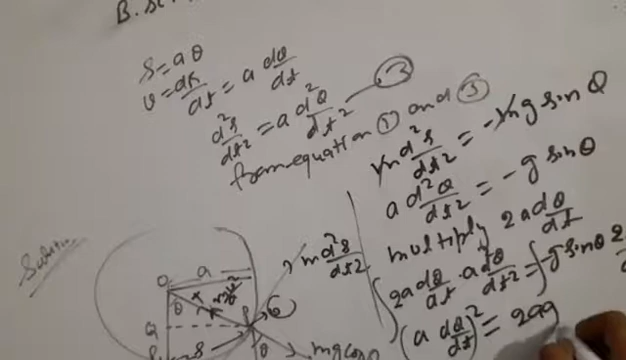 B.
S = aθ
v = ds/dt = a dθ/dt
d²s/dt² = a d²θ/dt² — ③
from equation ① and ③
m d²s/dt² = -mg sin θ
a d²θ/dt² = -g sin θ
multiply 2a dθ/dt
∫ 2a dθ/dt · a d²θ/dt² = ∫ -g sin θ 2
(a dθ/dt)² = 2ag
Solution
O
a
θ
S
θ
m d²s/dt²
mg cos